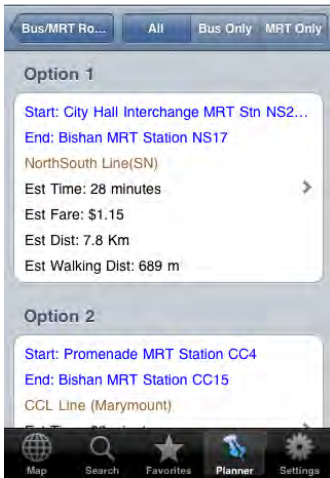 Bus/MRT Ro... All Bus Only MRT Only
Option 1
Start: City Hall Interchange MRT Stn NS2...
End: Bishan MRT Station NS17
NorthSouth Line(SN)
Est Time: 28 minutes
Est Fare: $1.15
Est Dist: 7.8 Km
Est Walking Dist: 689 m
Option 2
Start: Promenade MRT Station CC4
End: Bishan MRT Station CC15
CCL Line (Marymount)
Map Search Favorites Planner Settings